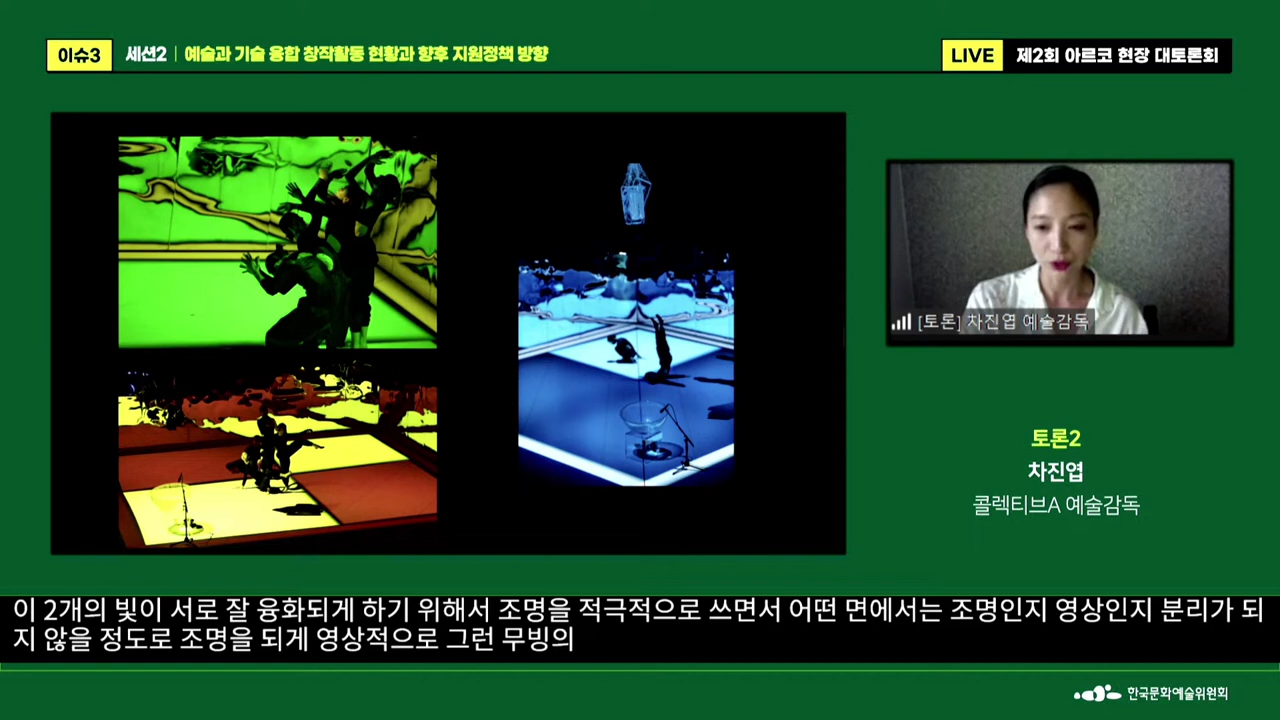 이슈3
세션2 | 예술과 기술 융합 창작활동 현황과 향후 지원정책 방향
LIVE
제2회 아르코 현장 대토론회
[토론] 차진엽 예술감독
토론2
차진엽
콜렉티브A 예술감독
이 2개의 빛이 서로 잘 융화되게 하기 위해서 조명을 적극적으로 쓰면서 어떤 면에서는 조명인지 영상인지 분리가 되
지 않을 정도로 조명을 되게 영상적으로 그런 무빙의
한국문화예술위원회